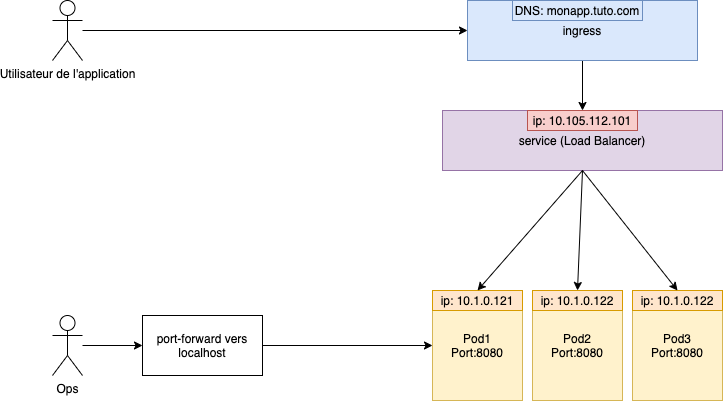 DNS: monapp.tuto.com
ingress
Utilisateur de l'application
ip: 10.105.112.101
service (Load Balancer)
ip: 10.1.0.121
ip: 10.1.0.122
ip: 10.1.0.122
port-forward vers
localhost
Pod1
Port:8080
Pod2
Port:8080
Pod3
Port:8080
Ops